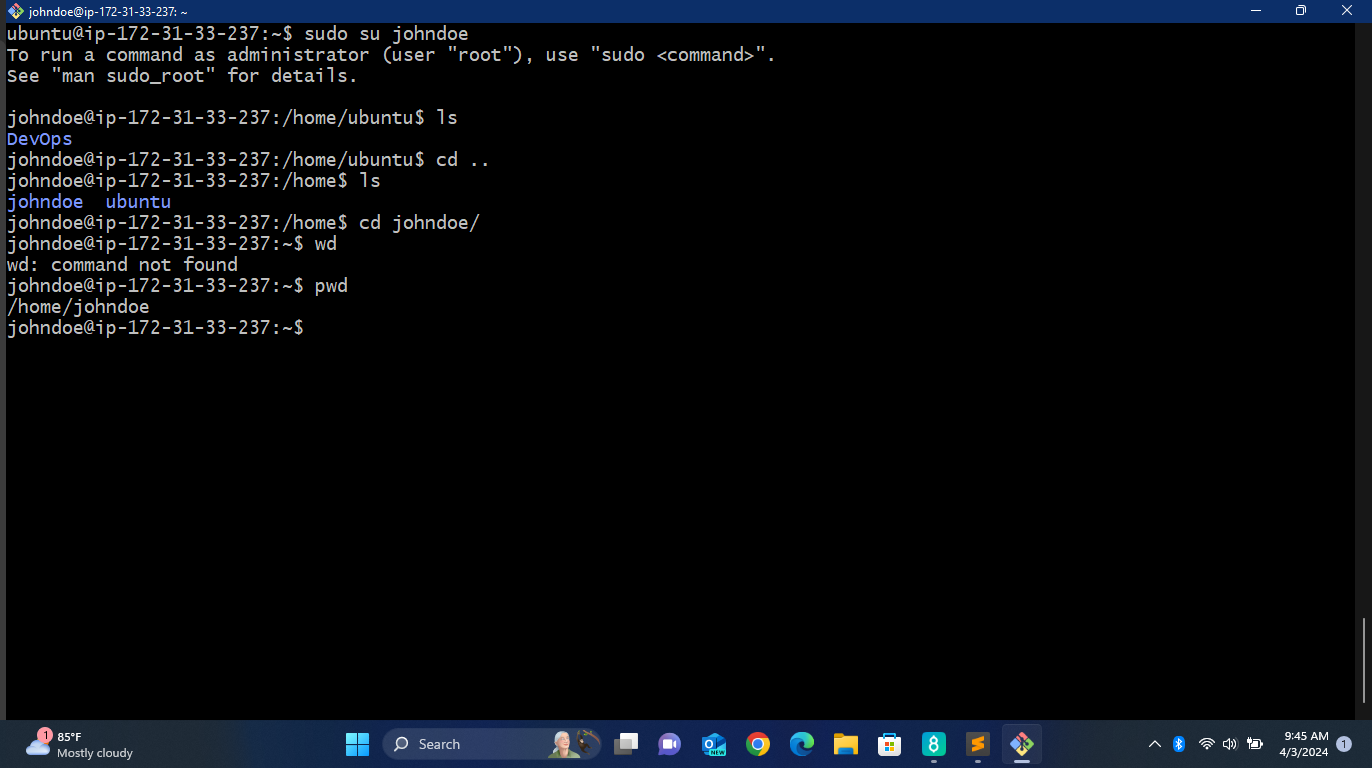 johndoe@ip-172-31-33-237: ~
ubuntu@ip-172-31-33-237:~$ sudo su johndoe
To run a command as administrator (user "root"), use "sudo <command>".
See "man sudo_root" for details.
johndoe@ip-172-31-33-237:/home/ubuntu$ ls
DevOps
johndoe@ip-172-31-33-237:/home/ubuntu$ cd ..
johndoe@ip-172-31-33-237:/home$ ls
johndoe  ubuntu
johndoe@ip-172-31-33-237:/home$ cd johndoe/
johndoe@ip-172-31-33-237:~$ wd
wd: command not found
johndoe@ip-172-31-33-237:~$ pwd
/home/johndoe
johndoe@ip-172-31-33-237:~$
1
85°F
Mostly cloudy
Search
NEW
8
9:45 AM
4/3/2024
1